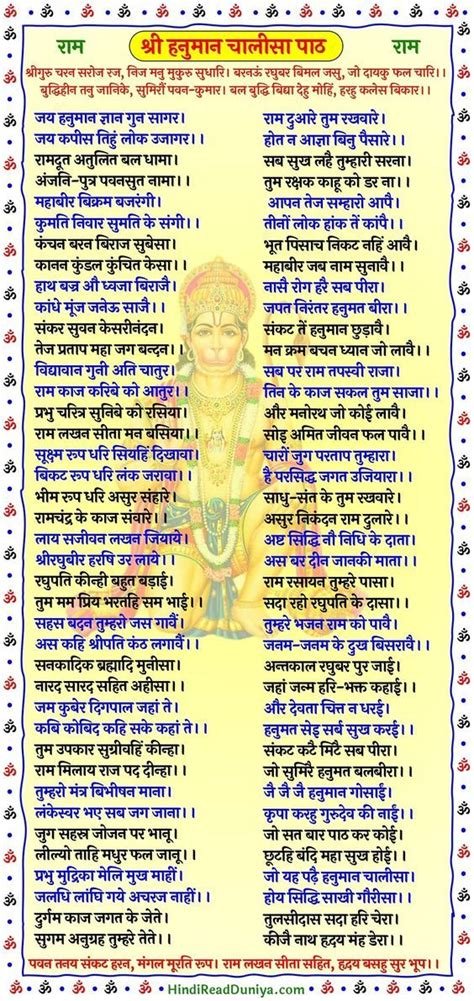 राम
श्री हनुमान चालीसा पाठ
राम
श्रीगुरु चरन सरोज रज, निज मनु मुकुरु सुधारि। बरनऊं रघुबर बिमल जसु, जो दायकु फल चारि।।
बुद्धिहीन तनु जानिके, सुमिरौं पवन-कुमार। बल बुद्धि बिद्या देहु मोहिं, हरहु कलेस बिकार।।
जय हनुमान ज्ञान गुन सागर।
जय कपीस तिहुं लोक उजागर।।
रामदूत अतुलित बल धामा।
अंजनि-पुत्र पवनसुत नामा।।
महाबीर बिक्रम बजरंगी।
कुमति निवार सुमति के संगी।।
कंचन बरन बिराज सुबेसा।
कानन कुंडल कुंचित केसा।।
हाथ बज्र औ ध्वजा बिराजै।
कांधे मूंज जनेऊ साजै।।
संकर सुवन केसरीनंदन।
तेज प्रताप महा जग बन्दन।।
विद्यावान गुनी अति चातुर।
राम काज करिबे को आतुर।।
प्रभु चरित्र सुनिबे को रसिया।
राम लखन सीता मन बसिया।।
सूक्ष्म रूप धरि सियहिं दिखावा।
बिकट रूप धरि लंक जरावा।।
भीम रूप धरि असुर संहारे।
रामचंद्र के काज संवारे।।
लाय सजीवन लखन जियाये।
श्रीरघुबीर हरषि उर लाये।।
रघुपति कीन्ही बहुत बड़ाई।
तुम मम प्रिय भरतहि सम भाई।।
सहस बदन तुम्हरो जस गावैं।
अस कहि श्रीपति कंठ लगावैं।।
सनकादिक ब्रह्मादि मुनीसा।
नारद सारद सहित अहीसा।।
जम कुबेर दिगपाल जहां ते।
कबि कोबिद कहि सके कहां ते।।
तुम उपकार सुग्रीवहिं कीन्हा।
राम मिलाय राज पद दीन्हा।।
तुम्हरो मंत्र बिभीषन माना।
लंकेस्वर भए सब जग जाना।।
जुग सहस्र जोजन पर भानू।
लील्यो ताहि मधुर फल जानू।।
प्रभु मुद्रिका मेलि मुख माहीं।
जलधि लांघि गये अचरज नाहीं।।
दुर्गम काज जगत के जेते।
सुगम अनुग्रह तुम्हरे तेते।।
राम दुआरे तुम रखवारे।
होत न आज्ञा बिनु पैसारे।।
सब सुख लहै तुम्हारी सरना।
तुम रक्षक काहू को डर ना।।
आपन तेज सम्हारो आपै।
तीनों लोक हांक तें कांपै।।
भूत पिसाच निकट नहिं आवै।
महाबीर जब नाम सुनावै।।
नासै रोग हरै सब पीरा।
जपत निरंतर हनुमत बीरा।।
संकट तें हनुमान छुड़ावै।
मन क्रम बचन ध्यान जो लावै।।
सब पर राम तपस्वी राजा।
तिन के काज सकल तुम साजा।।
और मनोरथ जो कोई लावै।
सोइ अमित जीवन फल पावै।।
चारों जुग परताप तुम्हारा।
है परसिद्ध जगत उजियारा।।
साधु-संत के तुम रखवारे।
असुर निकंदन राम दुलारे।।
अष्ट सिद्धि नौ निधि के दाता।
अस बर दीन जानकी माता।।
राम रसायन तुम्हरे पासा।
सदा रहो रघुपति के दासा।।
तुम्हरे भजन राम को पावै।
जनम-जनम के दुख बिसरावै।।
अन्तकाल रघुबर पुर जाई।
जहां जन्म हरि-भक्त कहाई।।
और देवता चित्त न धरई।
हनुमत सेइ सर्ब सुख करई।।
संकट कटै मिटै सब पीरा।
जो सुमिरै हनुमत बलबीरा।।
जै जै जै हनुमान गोसाईं।
कृपा करहु गुरुदेव की नाईं।।
जो सत बार पाठ कर कोई।
छूटहि बंदि महा सुख होई।।
जो यह पढ़ै हनुमान चालीसा।
होय सिद्धि साखी गौरीसा।।
तुलसीदास सदा हरि चेरा।
कीजै नाथ हृदय मंह डेरा।।
पवन तनय संकट हरन, मंगल मूरति रूप। राम लखन सीता सहित, हृदय बसहु सुर भूप।।
HindiReadDuniya.com